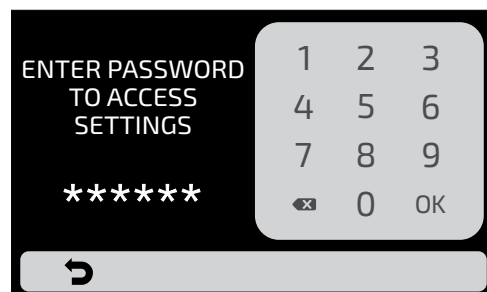 ENTER PASSWORD
TO ACCESS
SETTINGS
******
1 2 3
4 5 6
7 8 9
0 OK